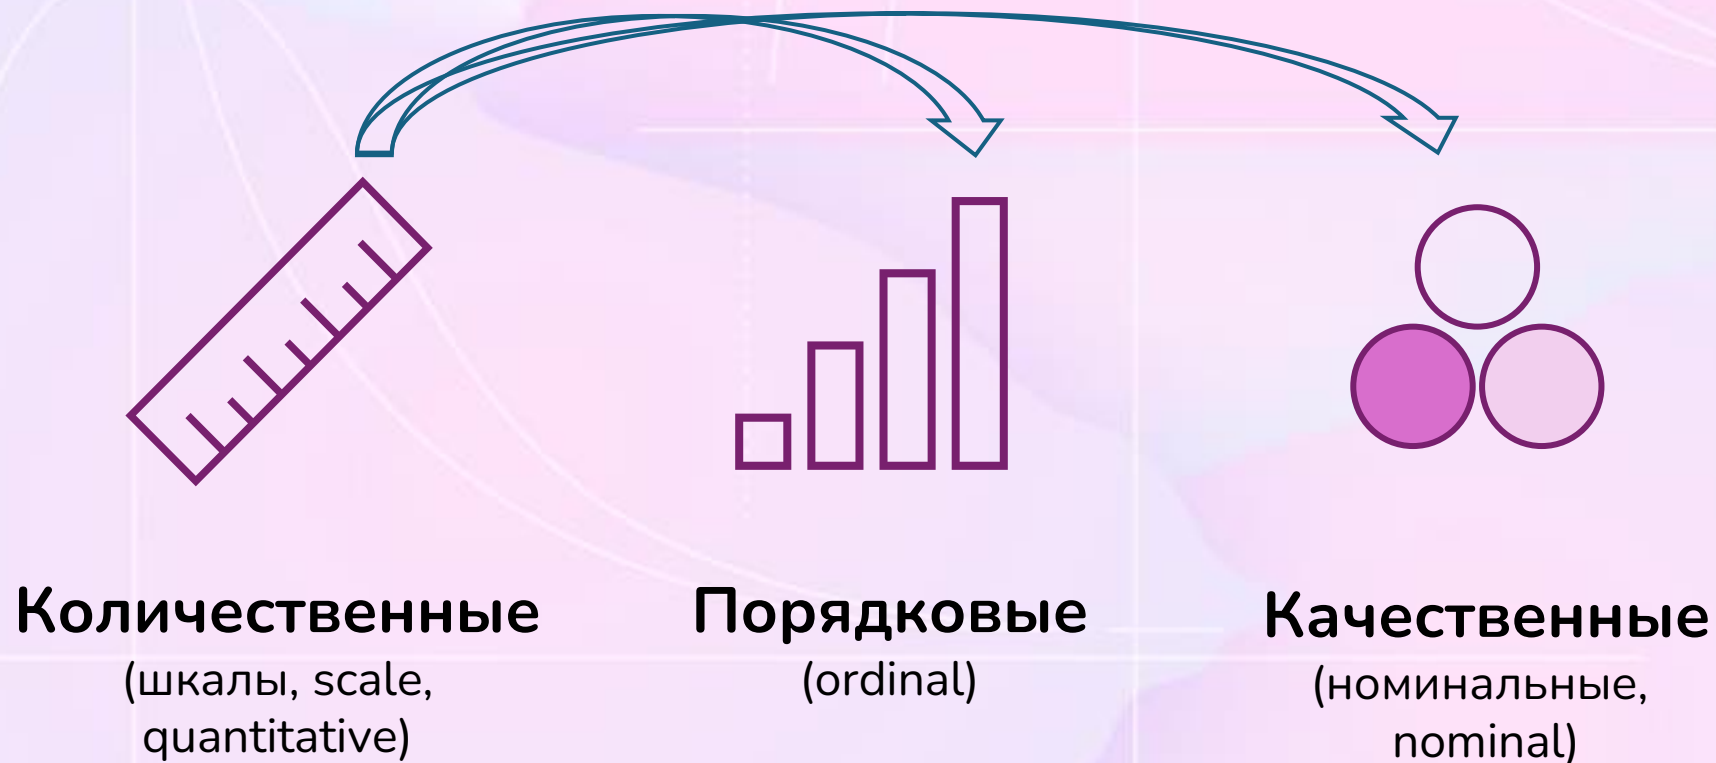 Количественные
(шкалы, scale,
quantitative)
Порядковые
(ordinal)
Качественные
(номинальные,
nominal)